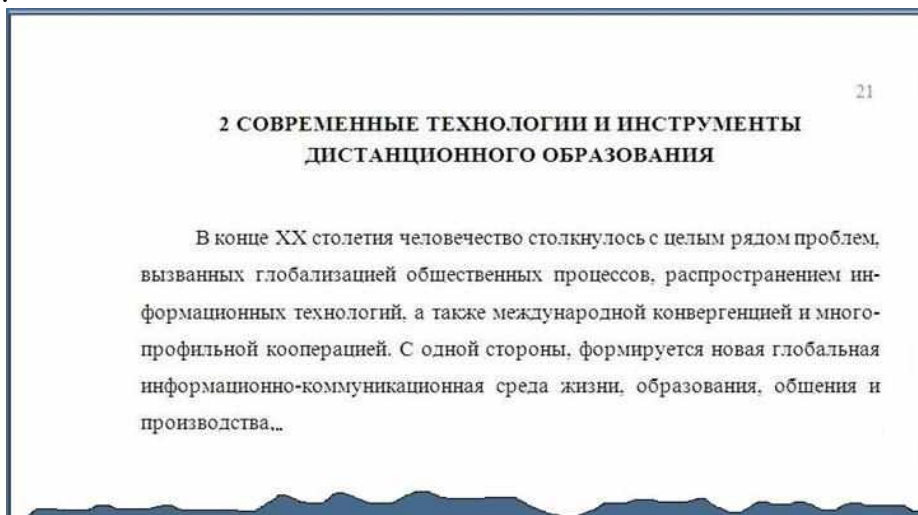 21
2 СОВРЕМЕННЫЕ ТЕХНОЛОГИИ И ИНСТРУМЕНТЫ
ДИСТАНЦИОННОГО ОБРАЗОВАНИЯ
В конце XX столетия человечество столкнулось с целым рядом проблем,
вызванных глобализацией общественных процессов, распространением ин-
формационных технологий, а также международной конвергенцией и много-
профильной кооперацией. С одной стороны, формируется новая глобальная
информационно-коммуникационная среда жизни, образования, общения и
производства...